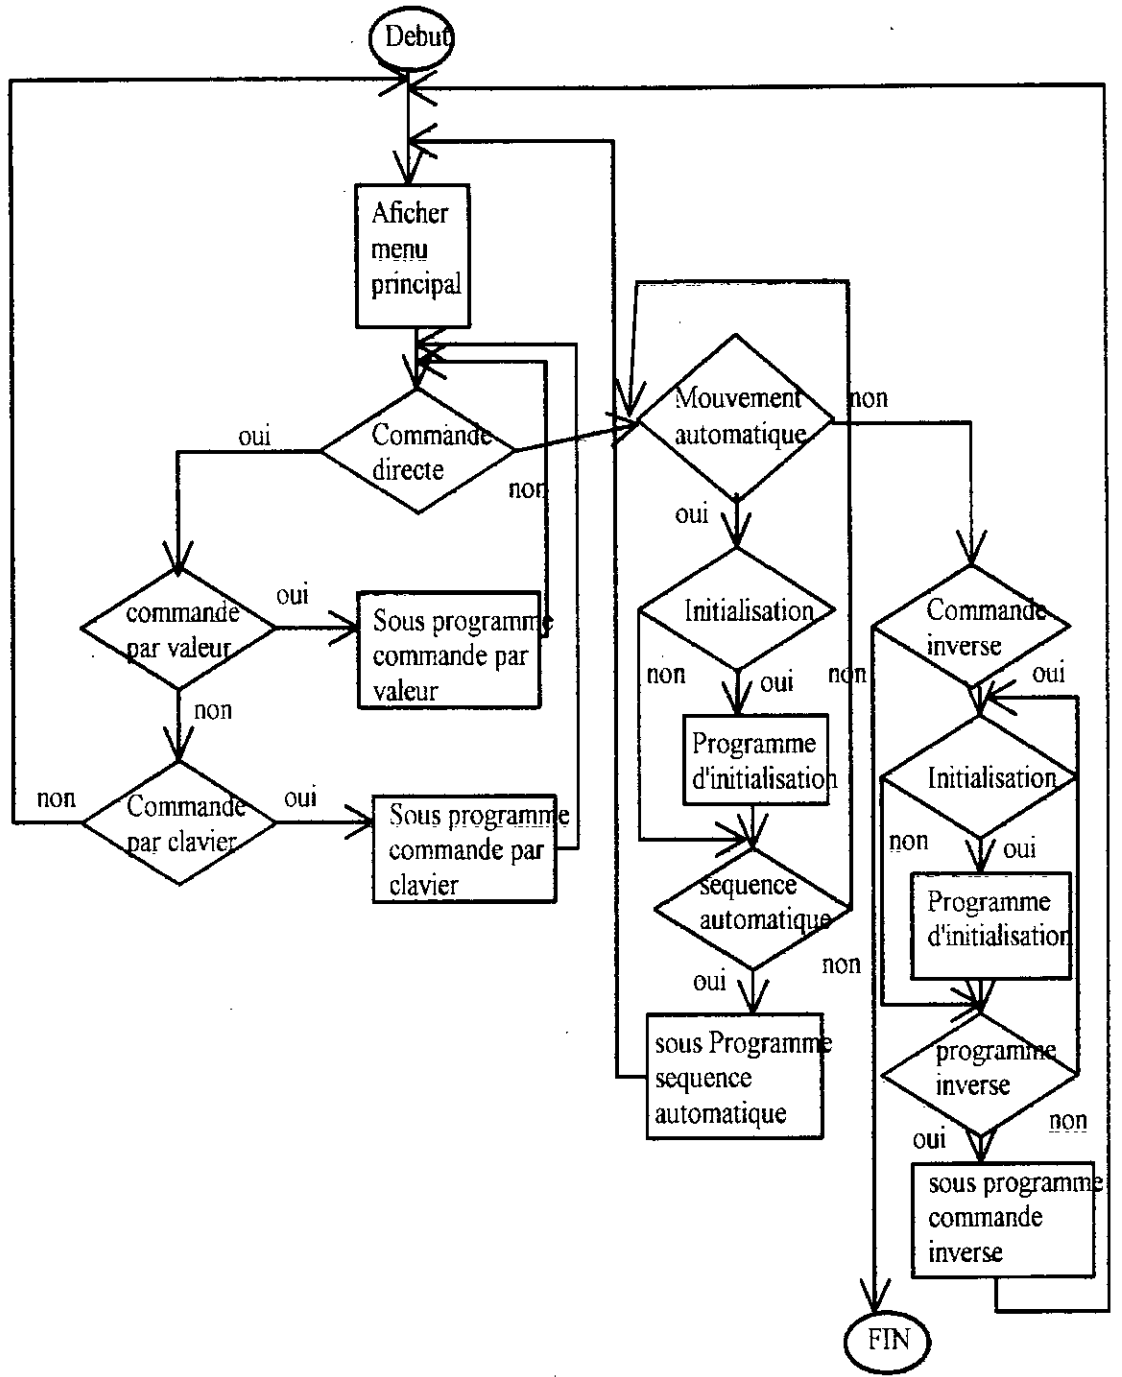 Debut
Aficher
menu
principal
Commande
directe
oui
non
Mouvement
automatique
non
oui
commande
par valeur
oui
Sous programme
commande par
valeur
non
Commande
par clavier
non
oui
Sous programme
commande par
clavier
Initialisation
non
oui
non
Programme
d'initialisation
sequence
automatique
non
oui
sous Programme
sequence
automatique
Commande
inverse
oui
Initialisation
non
oui
Programme
d'initialisation
programme
inverse
non
oui
sous programme
commande
inverse
FIN